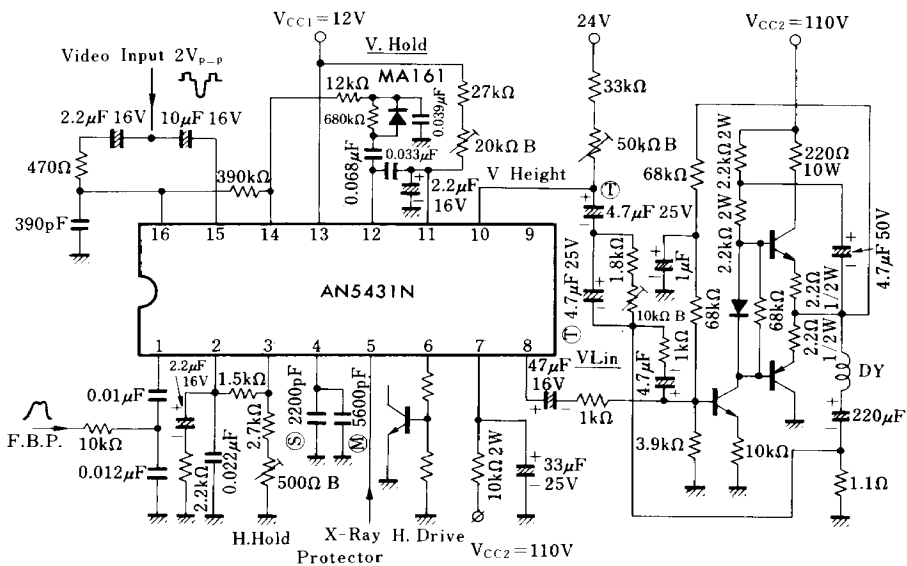 VCC1=12V
24V
VCC2=110V
V. Hold
Video Input 2Vp-p
MA161
12kΩ
2.2µF 16V
10µF 16V
680kΩ
0.039µF
27kΩ
33kΩ
20kΩ B
50kΩ B
470Ω
390kΩ
0.068µF
0.033µF
2.2µF
16V
V Height
68kΩ
2.2kΩ 2W
2.2kΩ 2W
220Ω
10W
390pF
T
4.7µF 25V
4.7µF 50V
16 15 14 13 12 11 10 9
AN5431N
4.7µF 25V
T
1.8kΩ
10kΩ B
1µF
68kΩ
68kΩ
2.2Ω
1/2W
2.2Ω
1/2W
1 2 3 4 5 6 7 8
0.01µF
2.2µF
16V
1.5kΩ
2.7kΩ
S 2200pF
M 5600pF
47µF
16V
VLin
4.7µF
1kΩ
1kΩ
DY
220µF
F.B.P.
10kΩ
0.012µF
2.2kΩ
0.022µF
500Ω B
10kΩ 2W
33µF
25V
3.9kΩ
10kΩ
1.1Ω
H.Hold
X-Ray
Protector
H. Drive
VCC2=110V